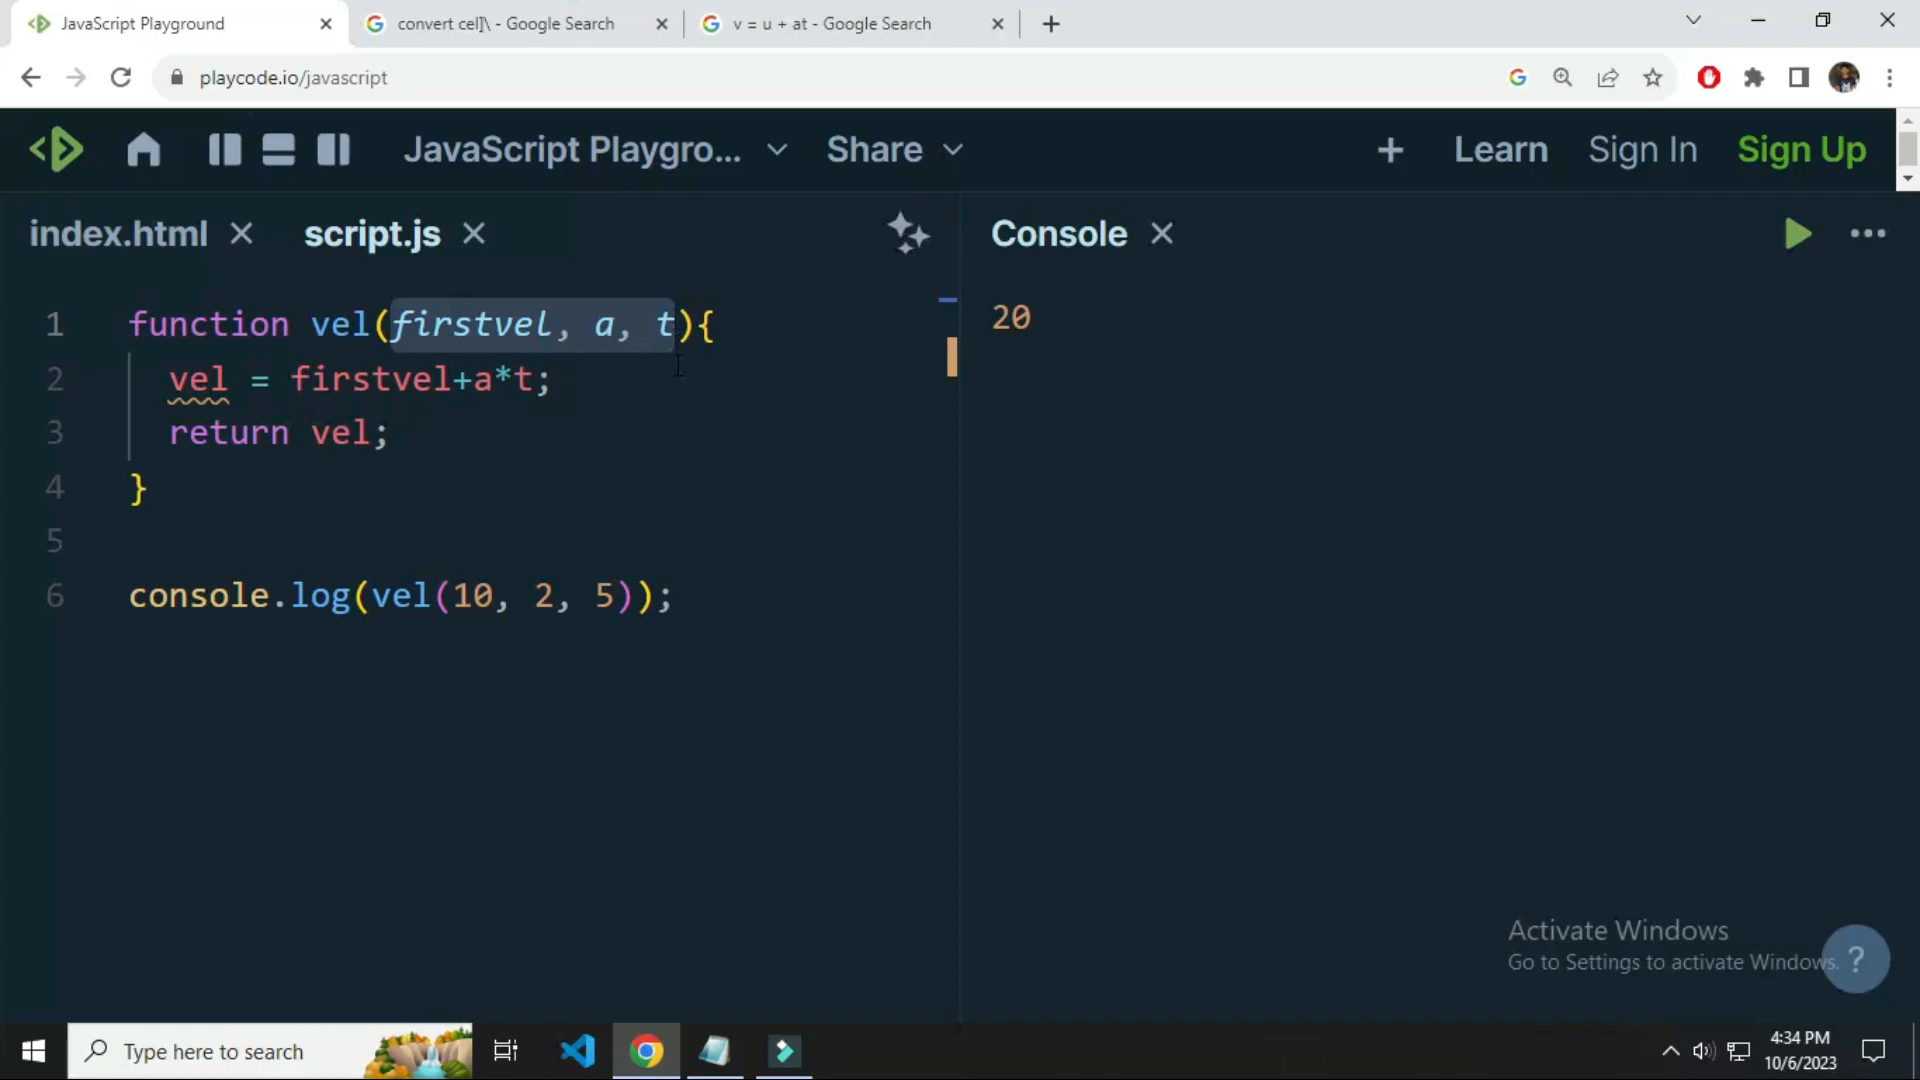 JavaScript Playground
convert cel]\ - Google Search
v = u + at - Google Search
playcode.io/javascript
JavaScript Playgro...
Share
Learn
Sign In
Sign Up
index.html
script.js
Console
1 function vel(firstvel, a, t){
2 vel = firstvel+a*t;
3 return vel;
4 }
5
6 console.log(vel(10, 2, 5));
20
Activate Windows
Go to Settings to activate Windows.
?
Type here to search
4:34 PM
10/6/2023